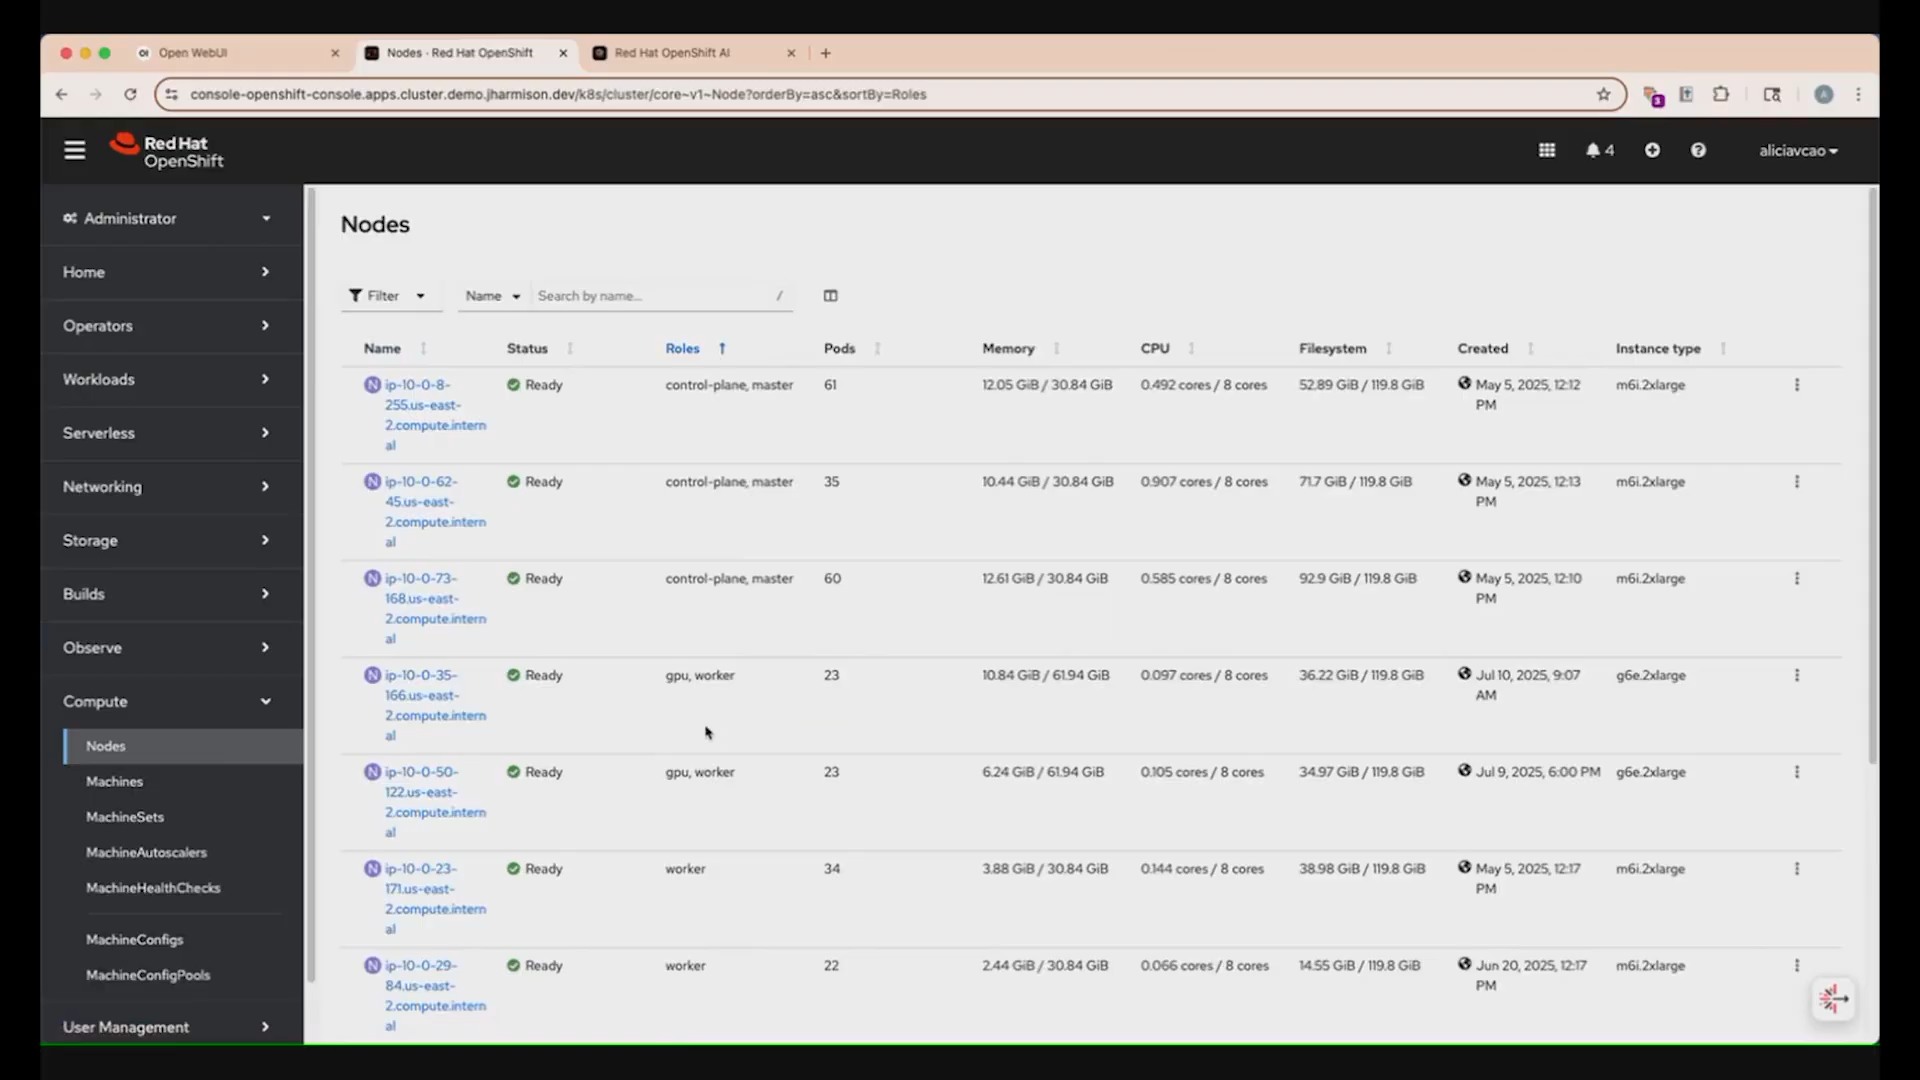 Open WebUI
Nodes · Red Hat OpenShift
Red Hat OpenShift AI
console-openshift-console.apps.cluster.demo.jharmison.dev/k8s/cluster/core~v1~Node?orderBy=asc&sortBy=Roles
Red Hat
OpenShift
4
aliciavcao
Administrator
Home
Operators
Workloads
Serverless
Networking
Storage
Builds
Observe
Compute
Nodes
Machines
MachineSets
MachineAutoscalers
MachineHealthChecks
MachineConfigs
MachineConfigPools
User Management
Nodes
Filter Name Search by name... /
Name Status Roles Pods Memory CPU Filesystem Created Instance type
N ip-10-0-8- Ready control-plane, master 61 12.05 GiB / 30.84 GiB 0.492 cores / 8 cores 52.89 GiB / 119.8 GiB May 5, 2025, 12:12 m6i.2xlarge
255.us-east- PM
2.compute.intern
al
N ip-10-0-62- Ready control-plane, master 35 10.44 GiB / 30.84 GiB 0.907 cores / 8 cores 71.7 GiB / 119.8 GiB May 5, 2025, 12:13 m6i.2xlarge
45.us-east- PM
2.compute.intern
al
N ip-10-0-73- Ready control-plane, master 60 12.61 GiB / 30.84 GiB 0.585 cores / 8 cores 92.9 GiB / 119.8 GiB May 5, 2025, 12:10 m6i.2xlarge
168.us-east- PM
2.compute.intern
al
N ip-10-0-35- Ready gpu, worker 23 10.84 GiB / 61.94 GiB 0.097 cores / 8 cores 36.22 GiB / 119.8 GiB Jul 10, 2025, 9:07 g6e.2xlarge
166.us-east- AM
2.compute.intern
al
N ip-10-0-50- Ready gpu, worker 23 6.24 GiB / 61.94 GiB 0.105 cores / 8 cores 34.97 GiB / 119.8 GiB Jul 9, 2025, 6:00 PM g6e.2xlarge
122.us-east-
2.compute.intern
al
N ip-10-0-23- Ready worker 34 3.88 GiB / 30.84 GiB 0.144 cores / 8 cores 38.98 GiB / 119.8 GiB May 5, 2025, 12:17 m6i.2xlarge
171.us-east- PM
2.compute.intern
al
N ip-10-0-29- Ready worker 22 2.44 GiB / 30.84 GiB 0.066 cores / 8 cores 14.55 GiB / 119.8 GiB Jun 20, 2025, 12:17 m6i.2xlarge
84.us-east- PM
2.compute.intern
al